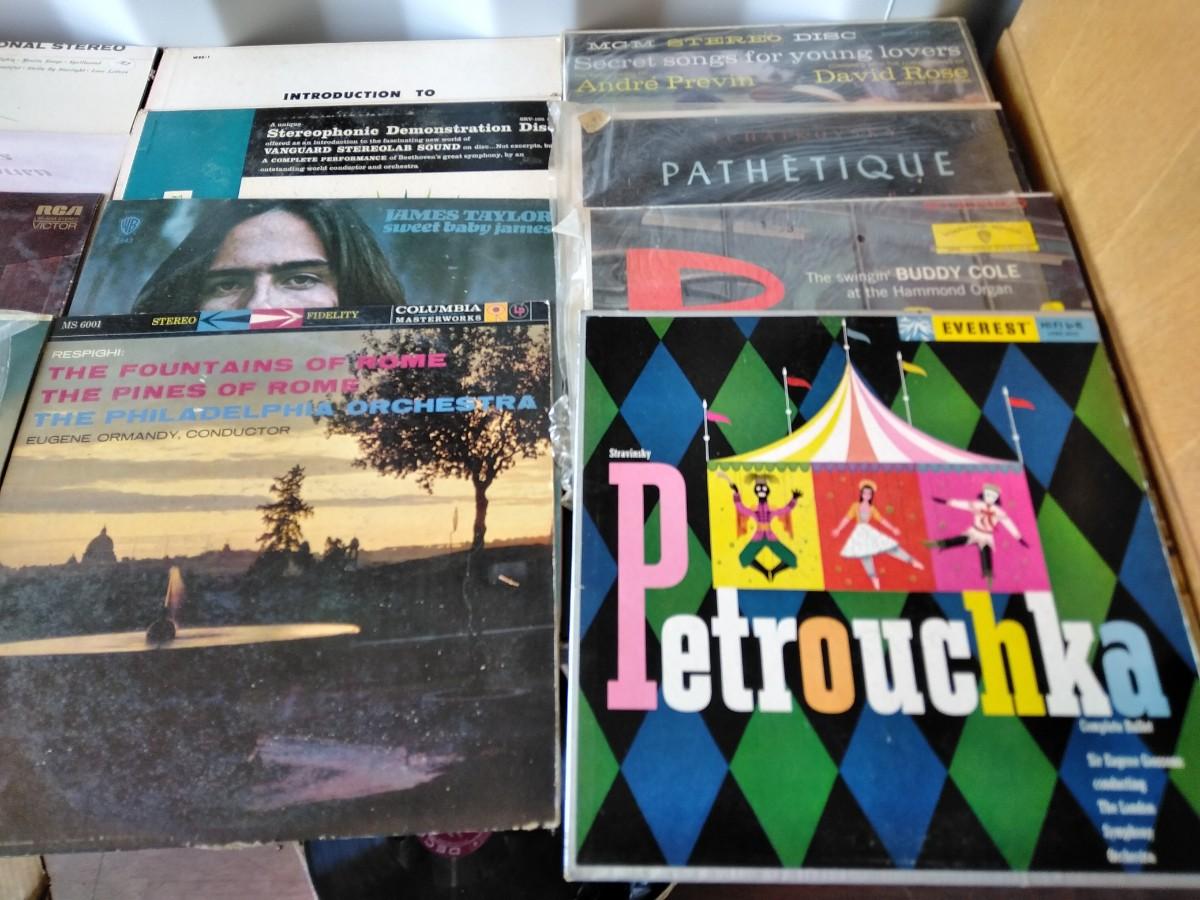 ONAL STEREO
INTRODUCTION TO
A unique
Stereophonic Demonstration Disc
offered as an introduction to the fascinating new world of
VANGUARD STEREOLAB SOUND on disc...Not excerpts, bu
A COMPLETE PERFORMANCE of Beethoven's great symphony, by an
outstanding world conductor and orchestra
RCA
VICTOR
WB
JAMES TAYLOR
sweet baby james
MS 6001
STEREO
FIDELITY
COLUMBIA
MASTERWORKS
RESPIGHI:
THE FOUNTAINS OF ROME
THE PINES OF ROME
THE PHILADELPHIA ORCHESTRA
EUGENE ORMANDY, CONDUCTOR
MGM STEREO DISC
Secret songs for young lovers
André Previn David Rose
PATHÉTIQUE
The swingin' BUDDY COLE
at the Hammond Organ
EVEREST
Stravinsky
Petrouchka
Complete Ballet
Sir Eugene Goossens
conducting
The London
Symphony
Orchestra
DEC